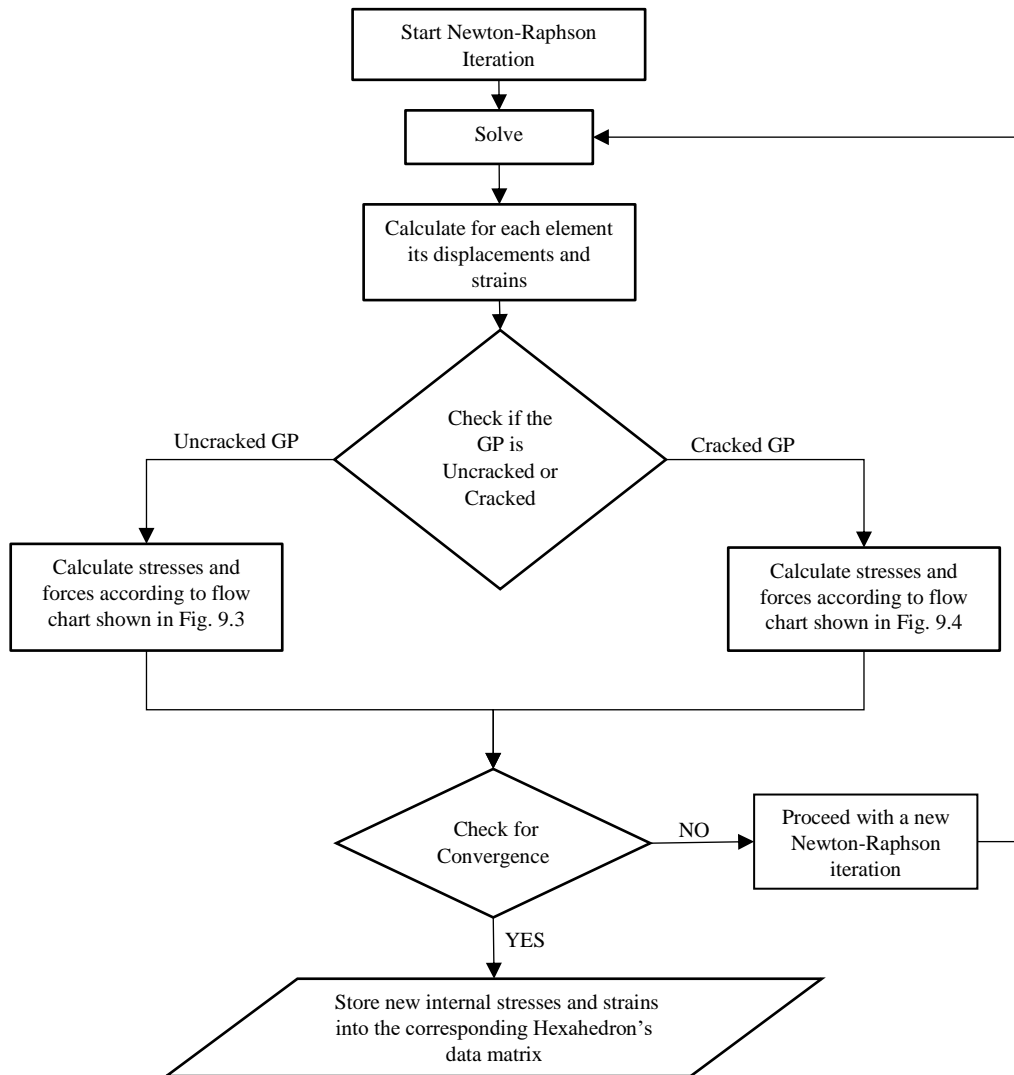 Start Newton-Raphson
Iteration
Solve
Calculate for each element
its displacements and
strains
Check if the
GP is
Uncracked or
Cracked
Uncracked GP
Cracked GP
Calculate stresses and
forces according to flow
chart shown in Fig. 9.3
Calculate stresses and
forces according to flow
chart shown in Fig. 9.4
Check for
Convergence
NO
Proceed with a new
Newton-Raphson
iteration
YES
Store new internal stresses and strains
into the corresponding Hexahedron’s
data matrix